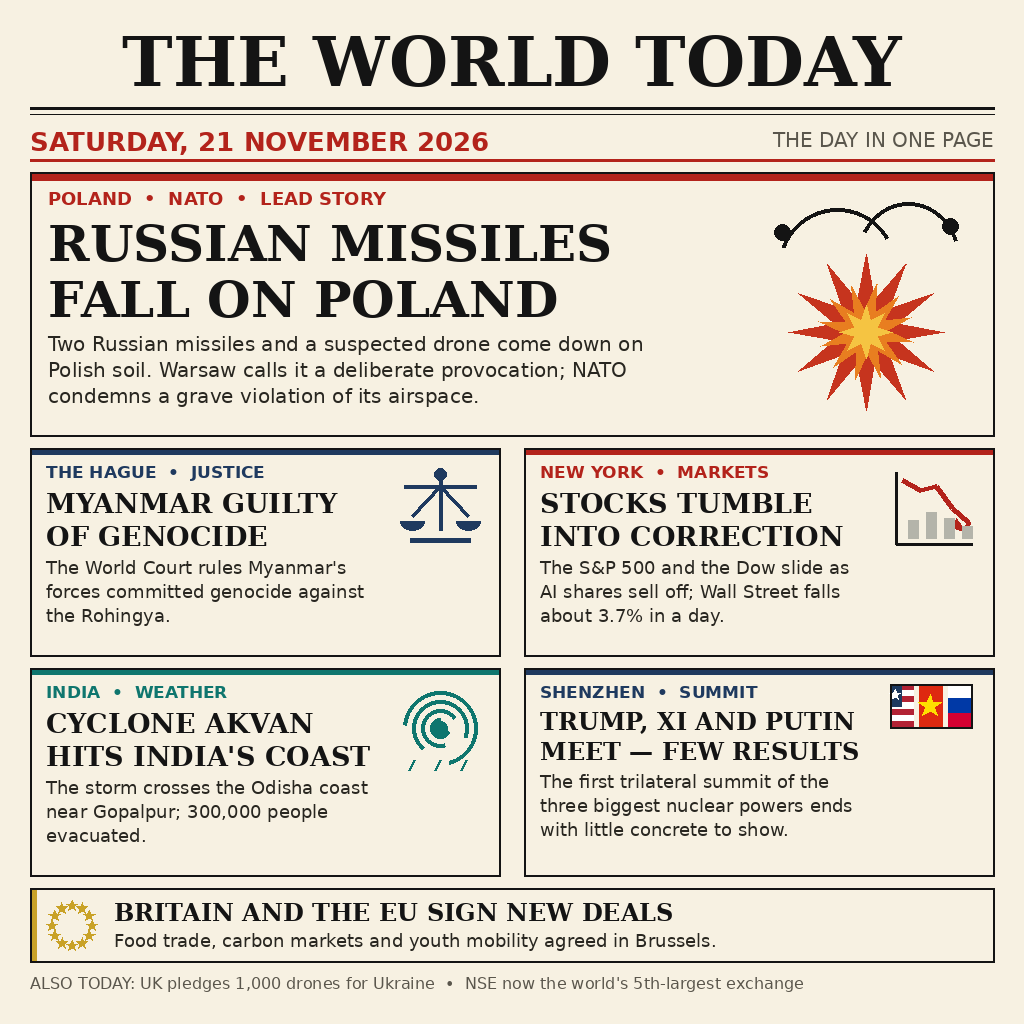 THE WORLD TODAY
SATURDAY, 21 NOVEMBER 2026
THE DAY IN ONE PAGE
POLAND • NATO • LEAD STORY
RUSSIAN MISSILES
FALL ON POLAND
Two Russian missiles and a suspected drone come down on
Polish soil. Warsaw calls it a deliberate provocation; NATO
condemns a grave violation of its airspace.
THE HAGUE • JUSTICE
MYANMAR GUILTY
OF GENOCIDE
The World Court rules Myanmar's
forces committed genocide against
the Rohingya.
NEW YORK • MARKETS
STOCKS TUMBLE
INTO CORRECTION
The S&P 500 and the Dow slide as
AI shares sell off; Wall Street falls
about 3.7% in a day.
INDIA • WEATHER
CYCLONE AKVAN
HITS INDIA'S COAST
The storm crosses the Odisha coast
near Gopalpur; 300,000 people
evacuated.
SHENZHEN • SUMMIT
TRUMP, XI AND PUTIN
MEET — FEW RESULTS
The first trilateral summit of the
three biggest nuclear powers ends
with little concrete to show.
BRITAIN AND THE EU SIGN NEW DEALS
Food trade, carbon markets and youth mobility agreed in Brussels.
ALSO TODAY: UK pledges 1,000 drones for Ukraine • NSE now the world's 5th-largest exchange